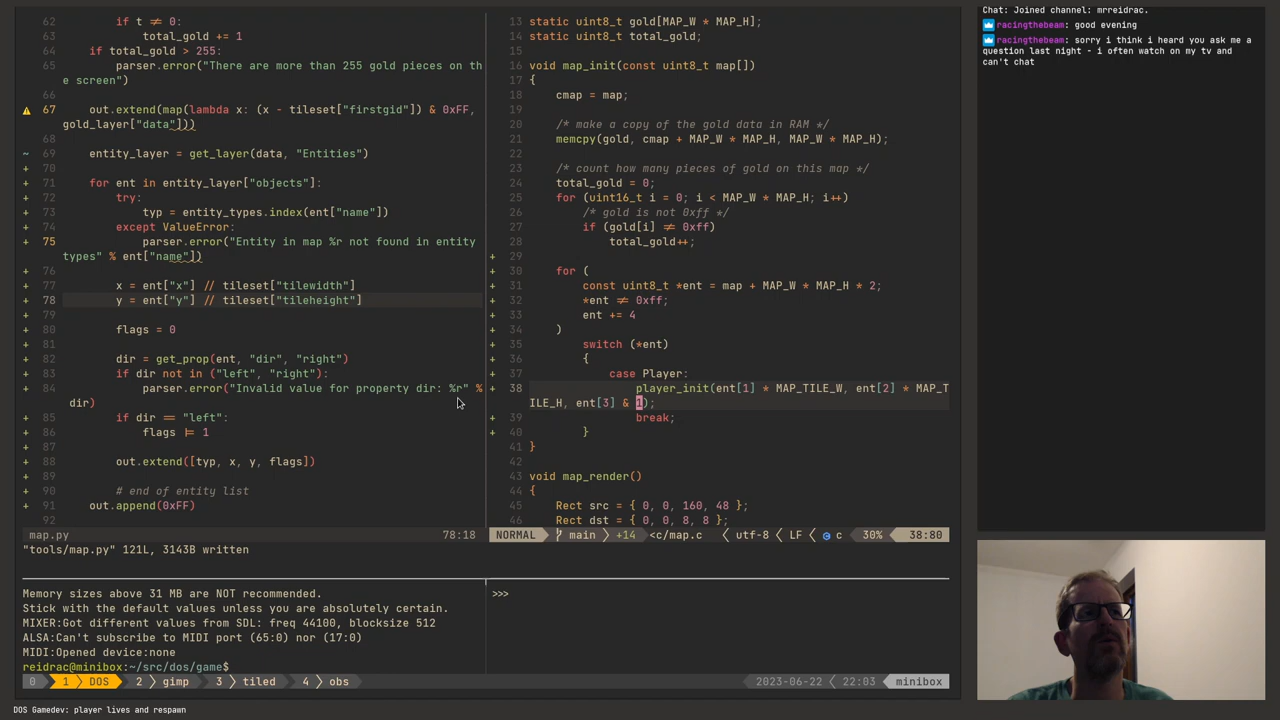 62         if t ≠ 0:
63             total_gold += 1
64     if total_gold > 255:
65         parser.error("There are more than 255 gold pieces on th
e screen")
66
67     out.extend(map(lambda x: (x - tileset["firstgid"]) & 0xFF,
gold_layer["data"]))
68
~ 69     entity_layer = get_layer(data, "Entities")
+ 70
+ 71     for ent in entity_layer["objects"]:
+ 72         try:
+ 73             typ = entity_types.index(ent["name"])
+ 74         except ValueError:
+ 75             parser.error("Entity in map %r not found in entity
types" % ent["name"])
+ 76
+ 77         x = ent["x"] // tileset["tilewidth"]
+ 78         y = ent["y"] // tileset["tileheight"]
+ 79
+ 80         flags = 0
+ 81
+ 82         dir = get_prop(ent, "dir", "right")
+ 83         if dir not in ("left", "right"):
+ 84             parser.error("Invalid value for property dir: %r" %
dir)
+ 85         if dir == "left":
+ 86             flags |= 1
+ 87
+ 88         out.extend([typ, x, y, flags])
+ 89
+ 90         # end of entity list
+ 91     out.append(0xFF)
92
map.py 78:18
"tools/map.py" 121L, 3143B written
13 static uint8_t gold[MAP_W * MAP_H];
14 static uint8_t total_gold;
15
16 void map_init(const uint8_t map[])
17 {
18     cmap = map;
19
20     /* make a copy of the gold data in RAM */
21     memcpy(gold, cmap + MAP_W * MAP_H, MAP_W * MAP_H);
22
23     /* count how many pieces of gold on this map */
24     total_gold = 0;
25     for (uint16_t i = 0; i < MAP_W * MAP_H; i++)
26         /* gold is not 0xff */
27         if (gold[i] ≠ 0xff)
28             total_gold++;
+ 29
+ 30     for (
+ 31         const uint8_t *ent = map + MAP_W * MAP_H * 2;
+ 32         *ent ≠ 0xff;
+ 33         ent += 4
+ 34     )
+ 35         switch (*ent)
+ 36         {
+ 37             case Player:
+ 38                 player_init(ent[1] * MAP_TILE_W, ent[2] * MAP_T
ILE_H, ent[3] & 1);
+ 39                 break;
+ 40         }
41 }
42
43 void map_render()
44 {
45     Rect src = { 0, 0, 160, 48 };
46     Rect dst = { 0, 0, 8, 8 };
NORMAL main +14 <c/map.c utf-8 LF c 30% 38:80
Memory sizes above 31 MB are NOT recommended.
Stick with the default values unless you are absolutely certain.
MIXER:Got different values from SDL: freq 44100, blocksize 512
ALSA:Can't subscribe to MIDI port (65:0) nor (17:0)
MIDI:Opened device:none
reidrac@minibox:~/src/dos/game$
>>>
0 1 DOS 2 gimp 3 tiled 4 obs 2023-06-22 22:03 minibox
DOS Gamedev: player lives and respawn
Chat: Joined channel: mrreidrac.
racingthebeam: good evening
racingthebeam: sorry i think i heard you ask me a
question last night - i often watch on my tv and
can't chat